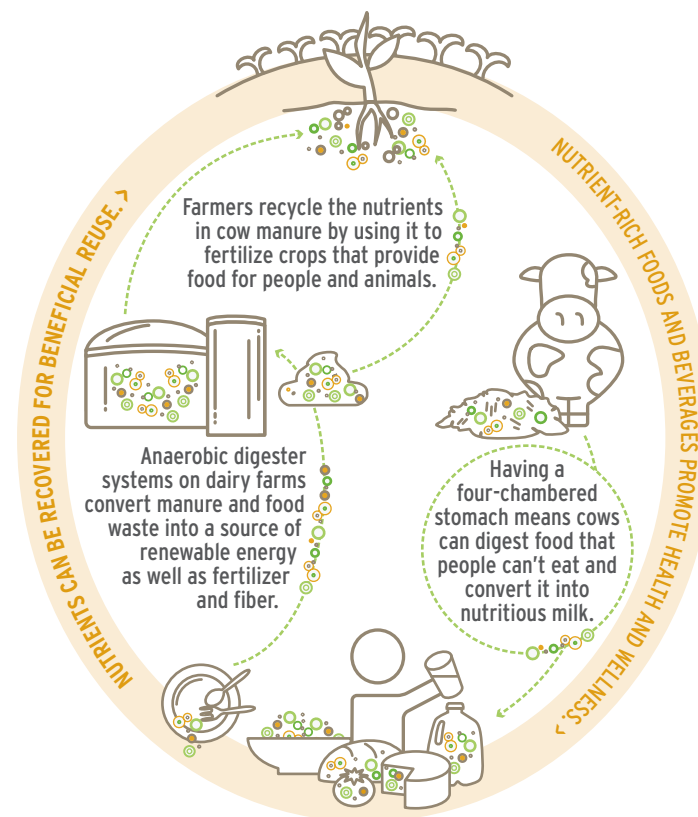 Farmers recycle the nutrients
in cow manure by using it to
fertilize crops that provide
food for people and animals.
NUTRIENT-RICH FOODS AND BEVERAGES PROMOTE HEALTH AND WELLNESS. >
Having a
four-chambered
stomach means cows
can digest food that
people can't eat and
convert it into
nutritious milk.
Anaerobic digester
systems on dairy farms
convert manure and food
waste into a source of
renewable energy
as well as fertilizer
and fiber.
NUTRIENTS CAN BE RECOVERED FOR BENEFICIAL REUSE. >